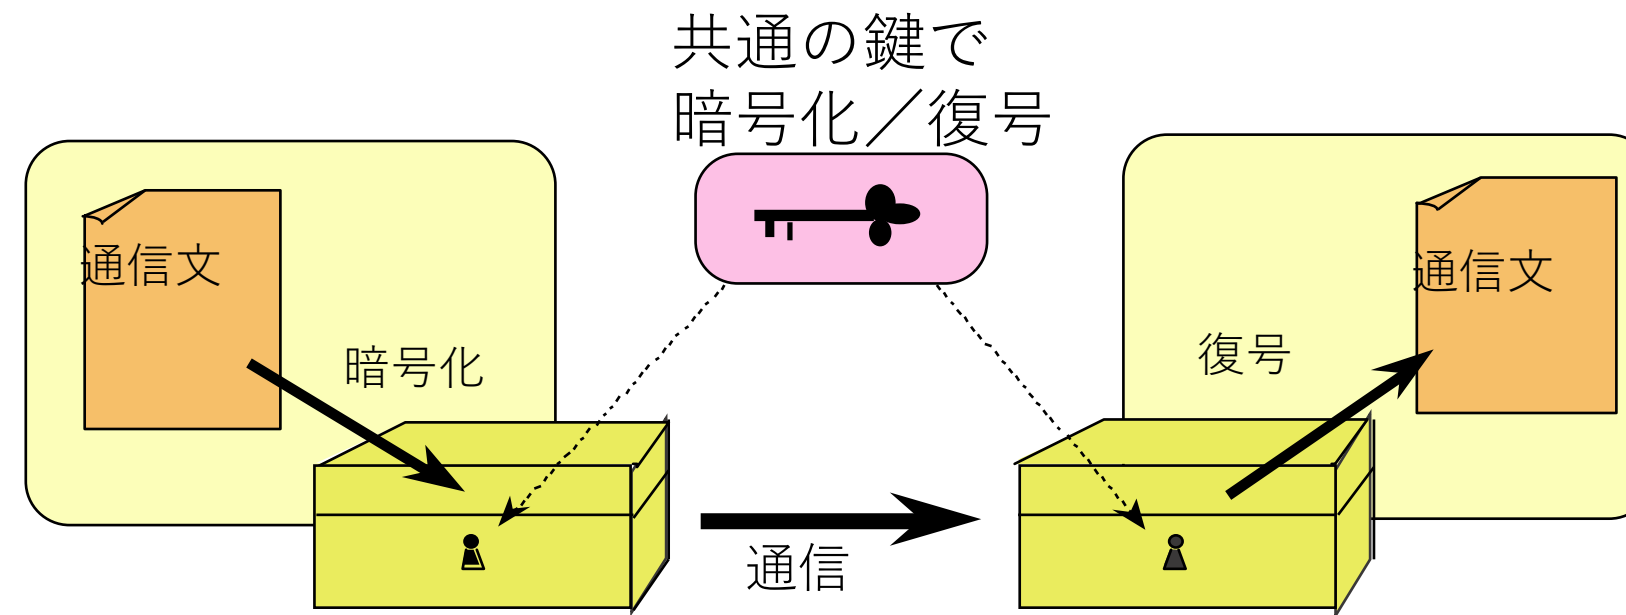 共通の鍵で
暗号化／復号
通信文
通信文
暗号化
復号
通信